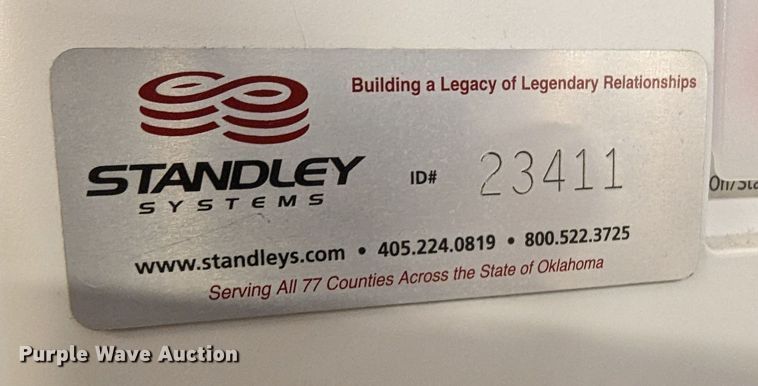 Building a Legacy of Legendary Relationships
STANDLEY
SYSTEMS
ID# 23411
www.standleys.com • 405.224.0819 • 800.522.3725
Serving All 77 Counties Across the State of Oklahoma
Purple Wave Auction